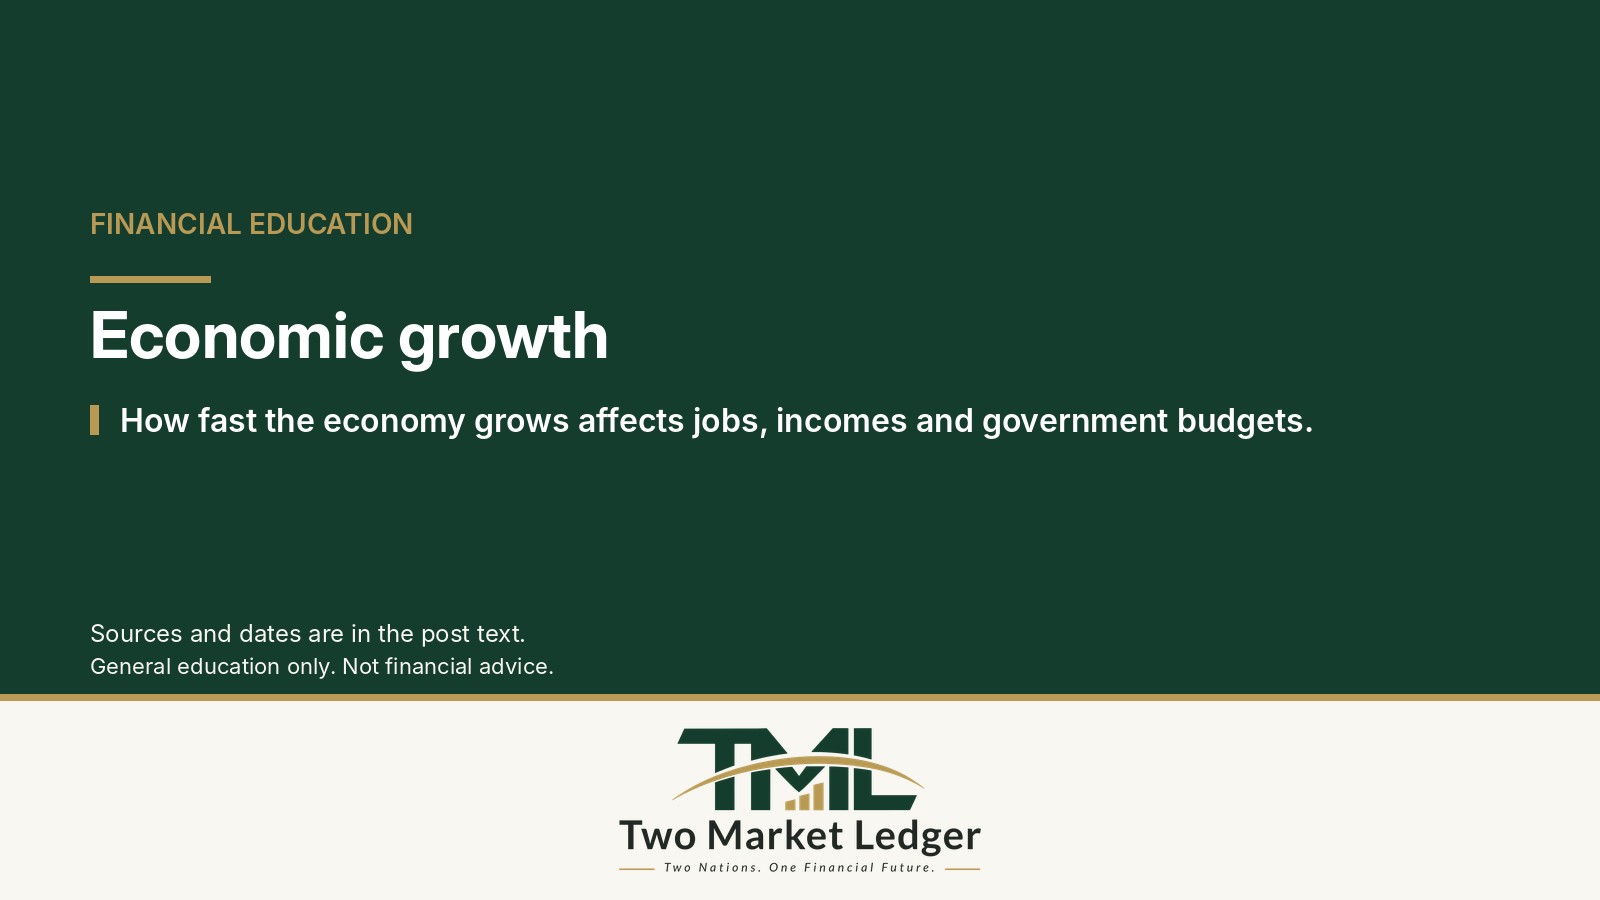 FINANCIAL EDUCATION
Economic growth
How fast the economy grows affects jobs, incomes and government budgets.
Sources and dates are in the post text.
General education only. Not financial advice.
TML
Two Market Ledger
Two Nations. One Financial Future.